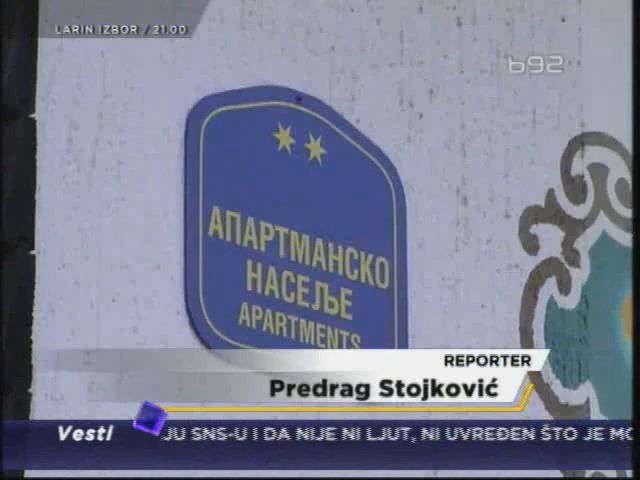 LARIN IZBOR / 21.00
b92
АПАРТМАНСКО
НАСЕЉЕ
APARTMENTS
REPORTER
Predrag Stojković
Vesti
JU SNS-U I DA NIJE NI LJUT, NI UVREĐEN ŠTO JE